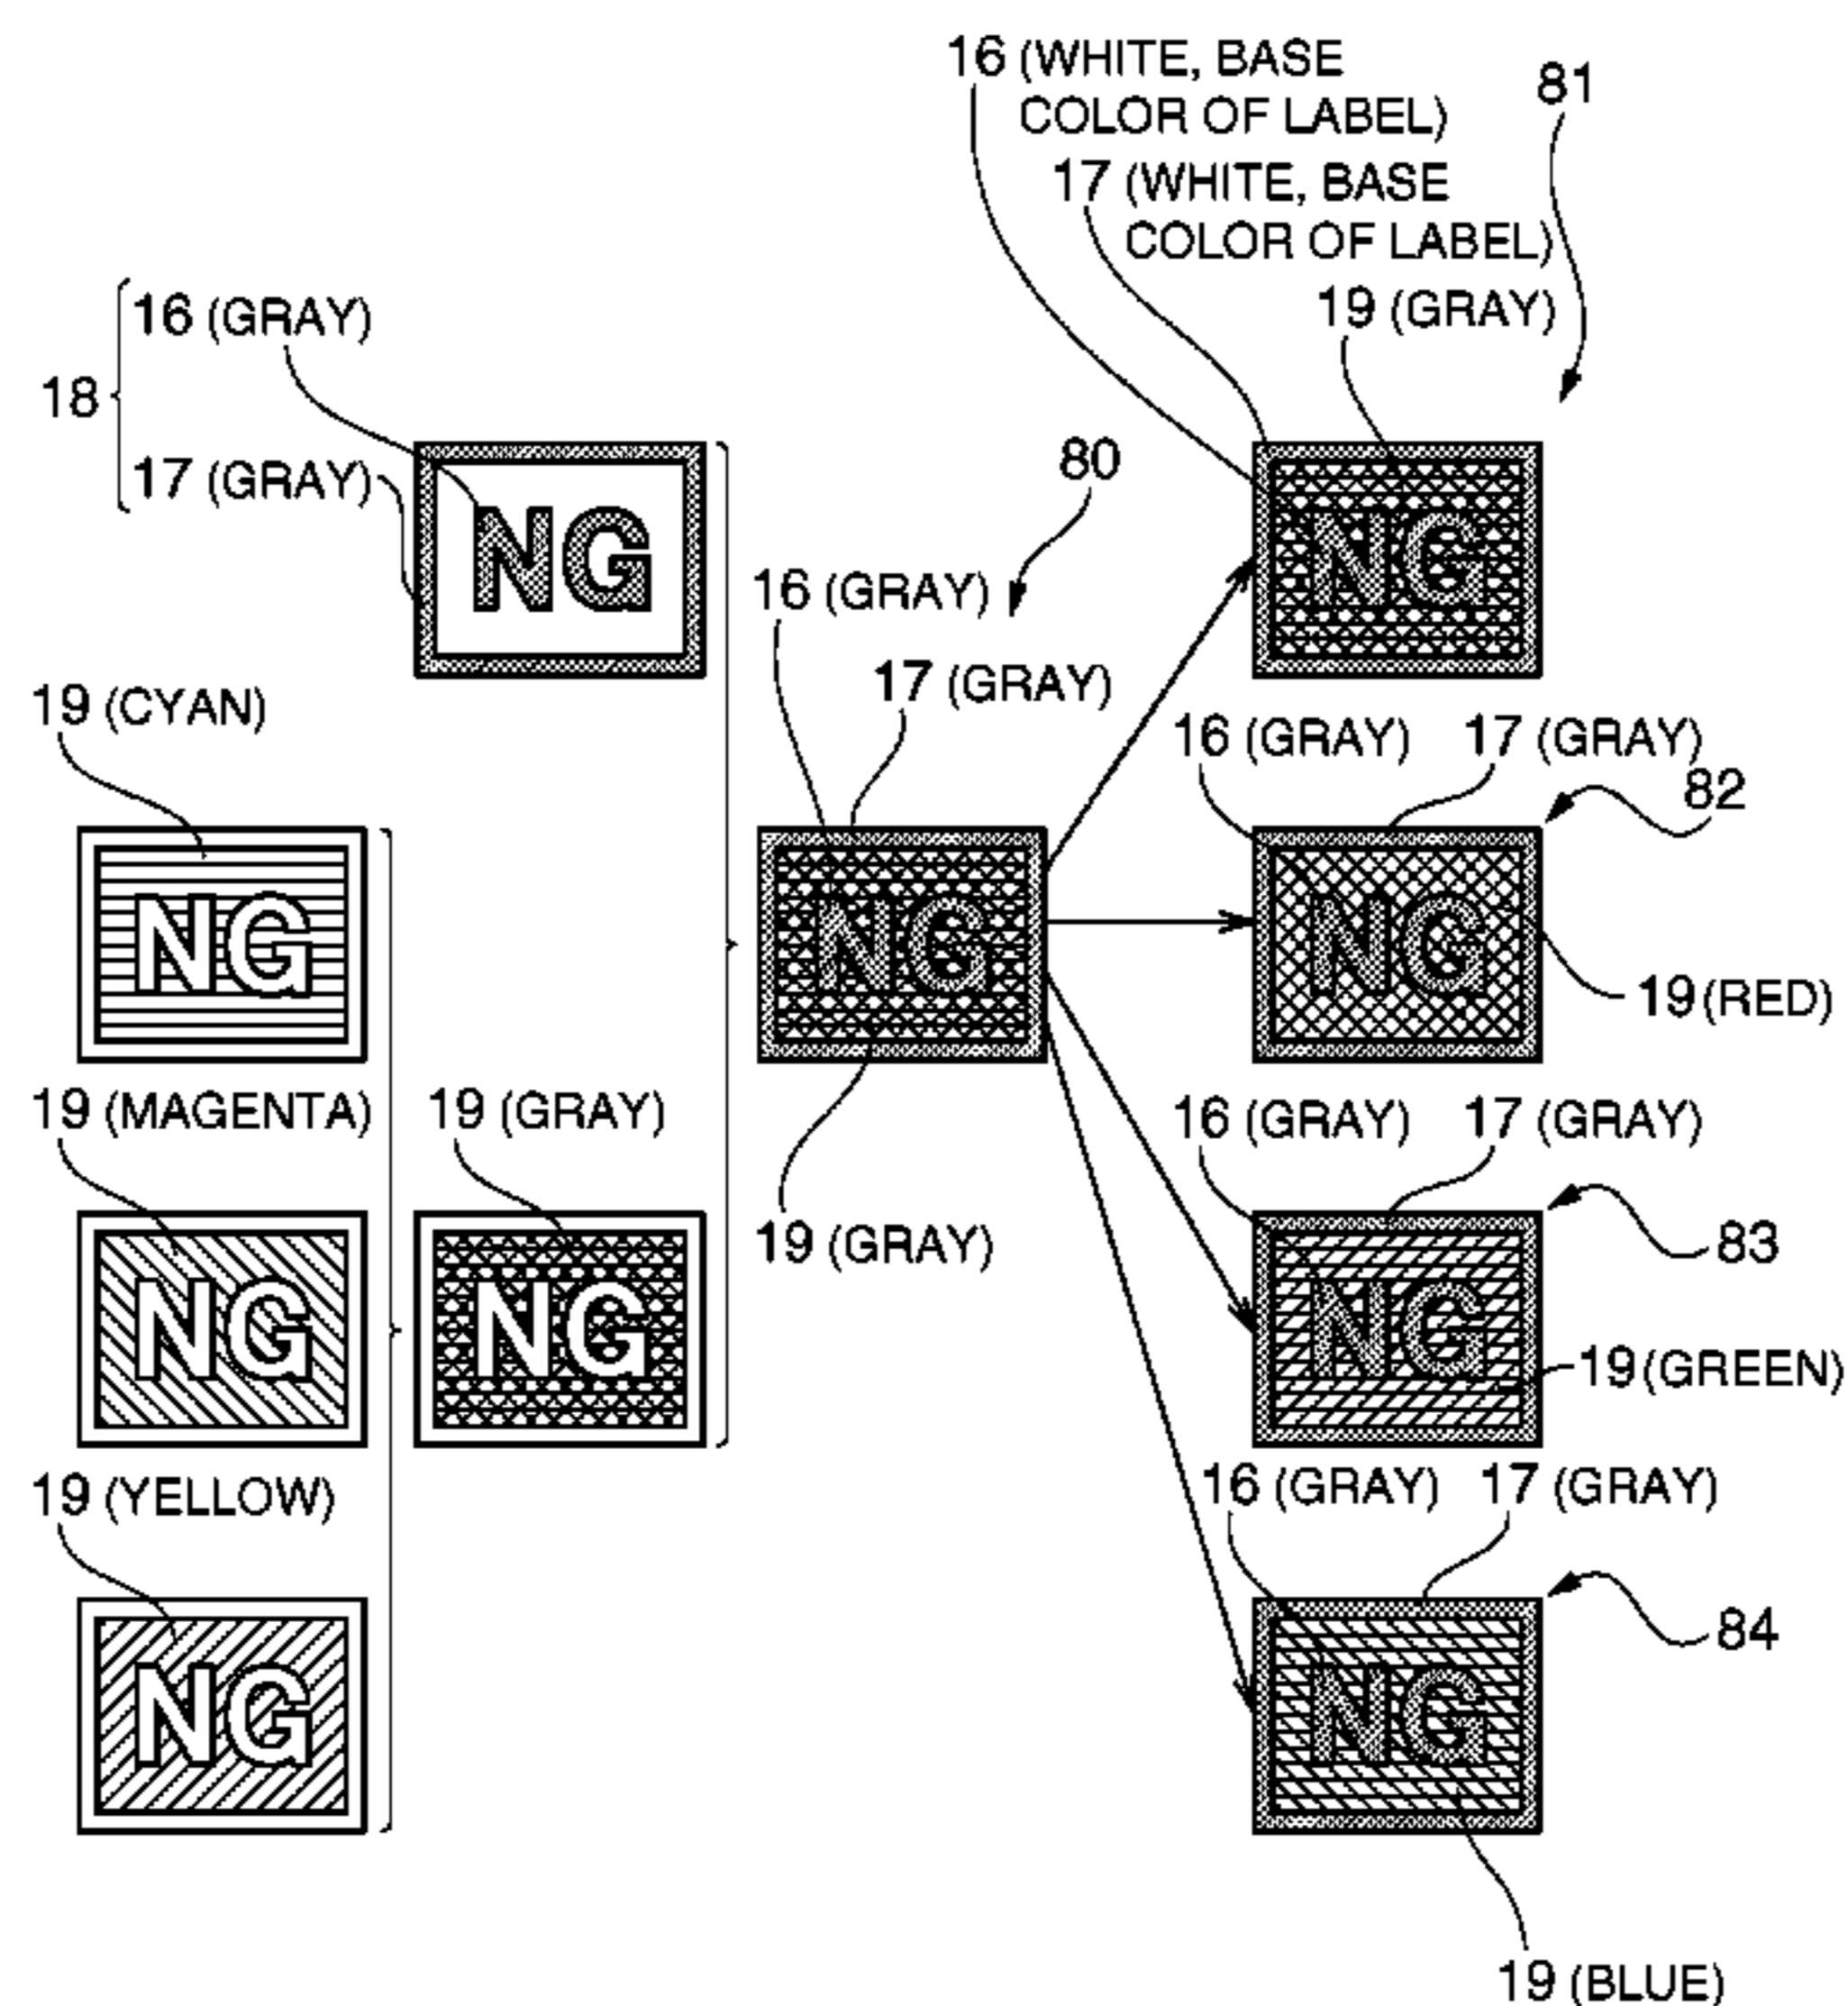 16 (WHITE, BASE
COLOR OF LABEL)
81
17 (WHITE, BASE
COLOR OF LABEL)
19 (GRAY)
18
16 (GRAY)
17 (GRAY)
NG
80
NG
16 (GRAY)
17 (GRAY)
19 (CYAN)
NG
NG
19 (GRAY)
16 (GRAY)
17 (GRAY)
82
NG
19 (RED)
19 (MAGENTA)
NG
19 (GRAY)
NG
16 (GRAY)
17 (GRAY)
83
NG
19 (GREEN)
19 (YELLOW)
NG
16 (GRAY)
17 (GRAY)
84
NG
19 (BLUE)